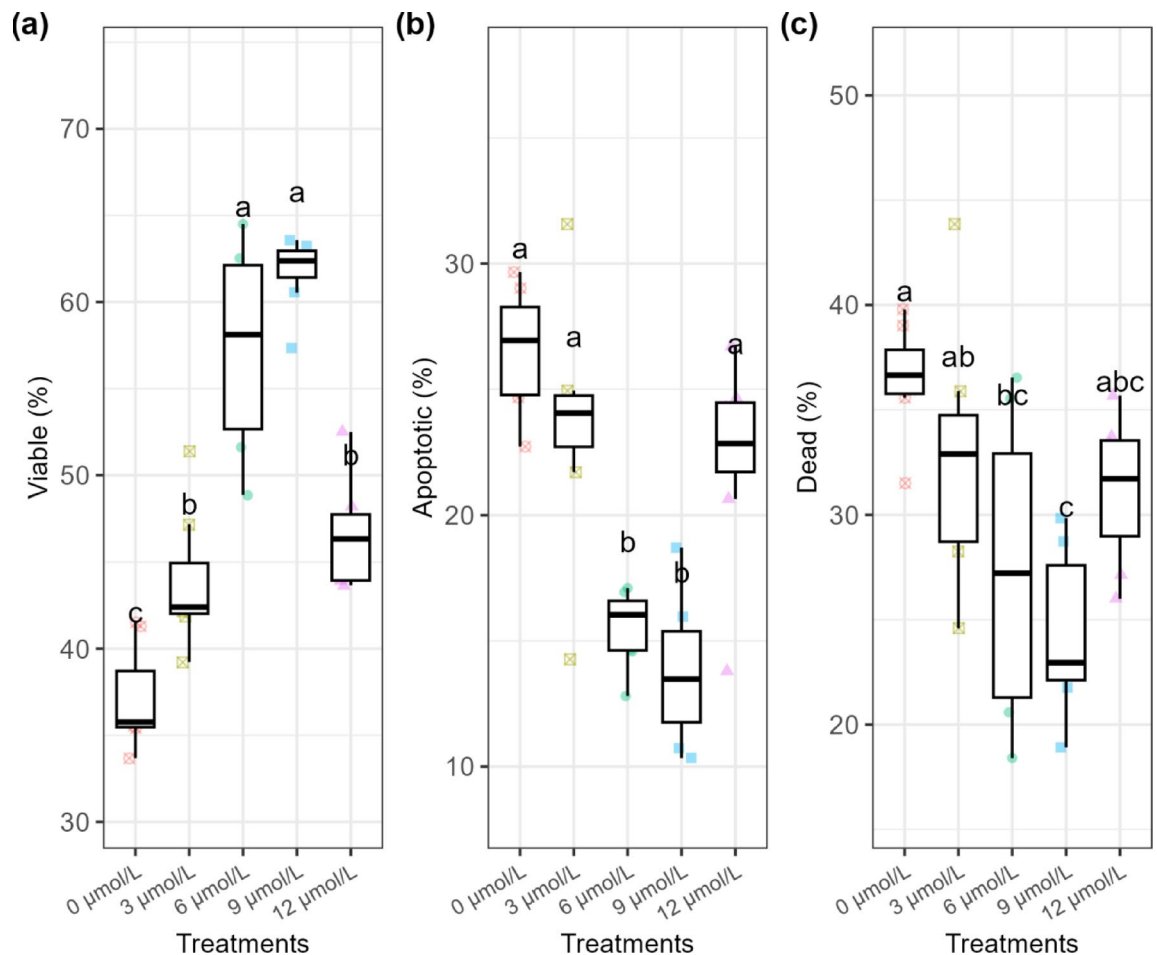 (a)
Viable (%)
70
60
50
40
30
c
b
a
a
b
0 µmol/L
3 µmol/L
6 µmol/L
9 µmol/L
12 µmol/L
Treatments
(b)
Apoptotic (%)
30
20
10
a
a
b
b
a
0 µmol/L
3 µmol/L
6 µmol/L
9 µmol/L
12 µmol/L
Treatments
(c)
Dead (%)
50
40
30
20
a
ab
bc
c
abc
0 µmol/L
3 µmol/L
6 µmol/L
9 µmol/L
12 µmol/L
Treatments